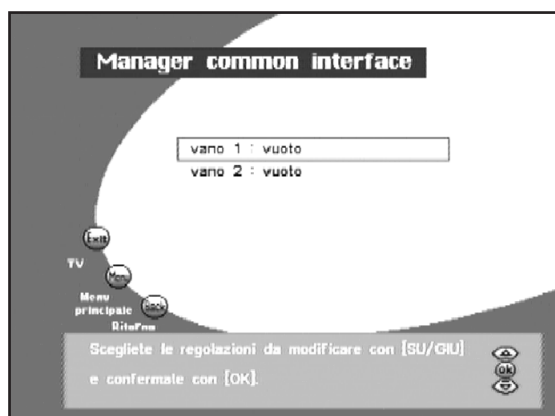 Manager common interface
vano 1 : vuoto
vano 2 : vuoto
Exit
TV
Menu
Menu
principale
Back
Ritorno
Scegliete le regolazioni da modificare con [SU/GIU]
e confermate con [OK].
ok